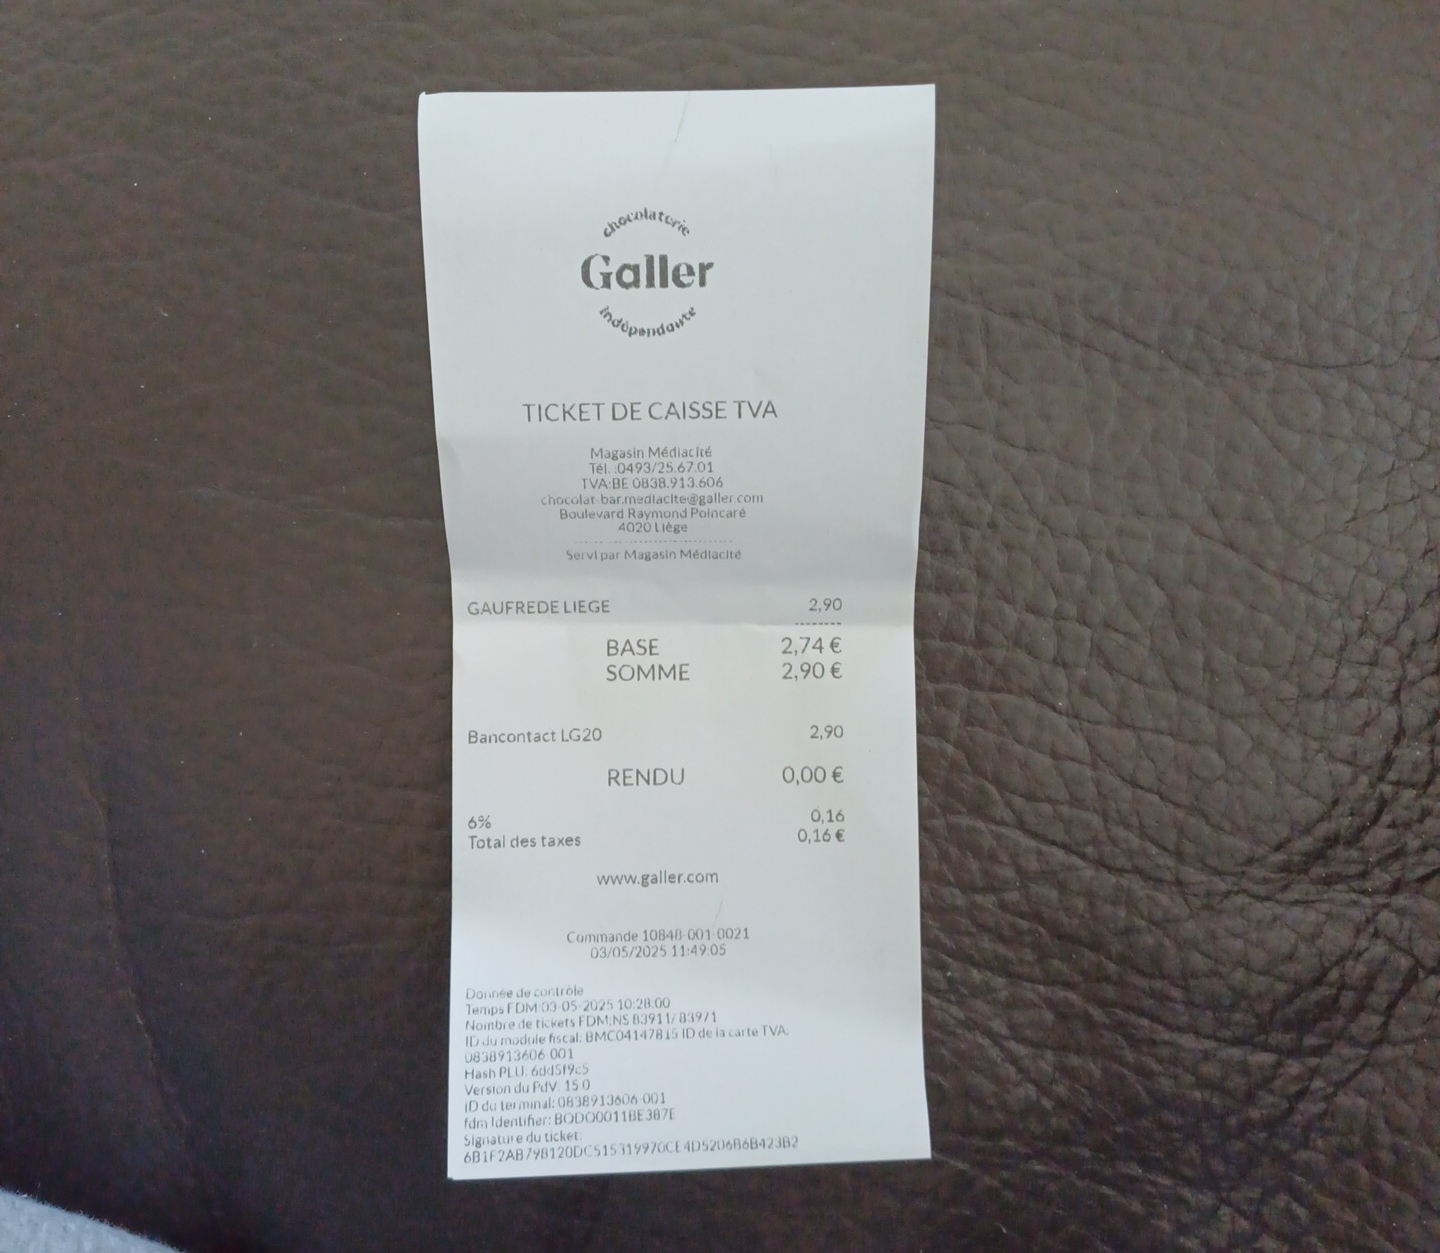 chocolaterie
Galler
indépendante
TICKET DE CAISSE TVA
Magasin Médiacité
Tél. :0493/25.67.01
TVA:BE 0838.913.606
chocolat-bar.mediacite@galler.com
Boulevard Raymond Poincaré
4020 Liège
Servi par Magasin Médiacité
GAUFRE DE LIEGE 2,90
BASE 2,74 €
SOMME 2,90 €
Bancontact LG20 2,90
RENDU 0,00 €
6% 0,16
Total des taxes 0,16 €
www.galler.com
Commande 10848-001-0021
03/05/2025 11:49:05
Donnée de contrôle
Temps FDM:03-05-2025 10:28:00
Nombre de tickets FDM:NS 83911/83971
ID du module fiscal: BMC04147815 ID de la carte TVA:
0838913606-001
Hash PLU:
Version du PdV: 15.0
ID du terminal: 0838913606-001
fdm Identifier: BODO0011BE387E
Signature du ticket: